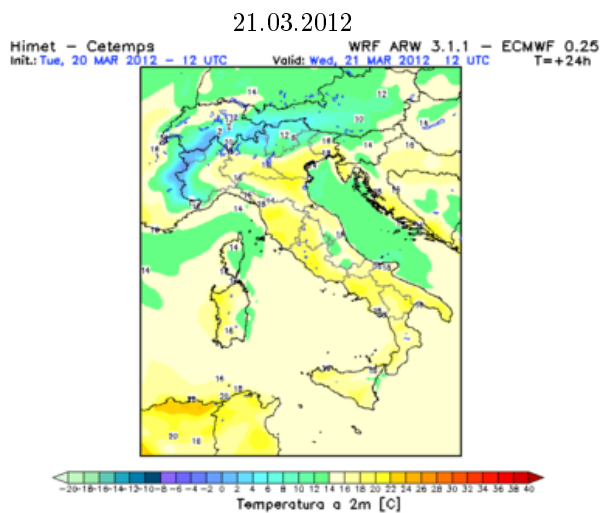 21.03.2012
Himet – Cetemps WRF ARW 3.1.1 – ECMWF 0.25
Init.: Tue, 20 MAR 2012 – 12 UTC Valid: Wed, 21 MAR 2012 12 UTC T=+24h
-20-18-16-14-12-10-8 -6 -4 -2 0 2 4 6 8 10 12 14 16 18 20 22 24 26 28 30 32 34 36 38 40
Temperatura a 2m [C]